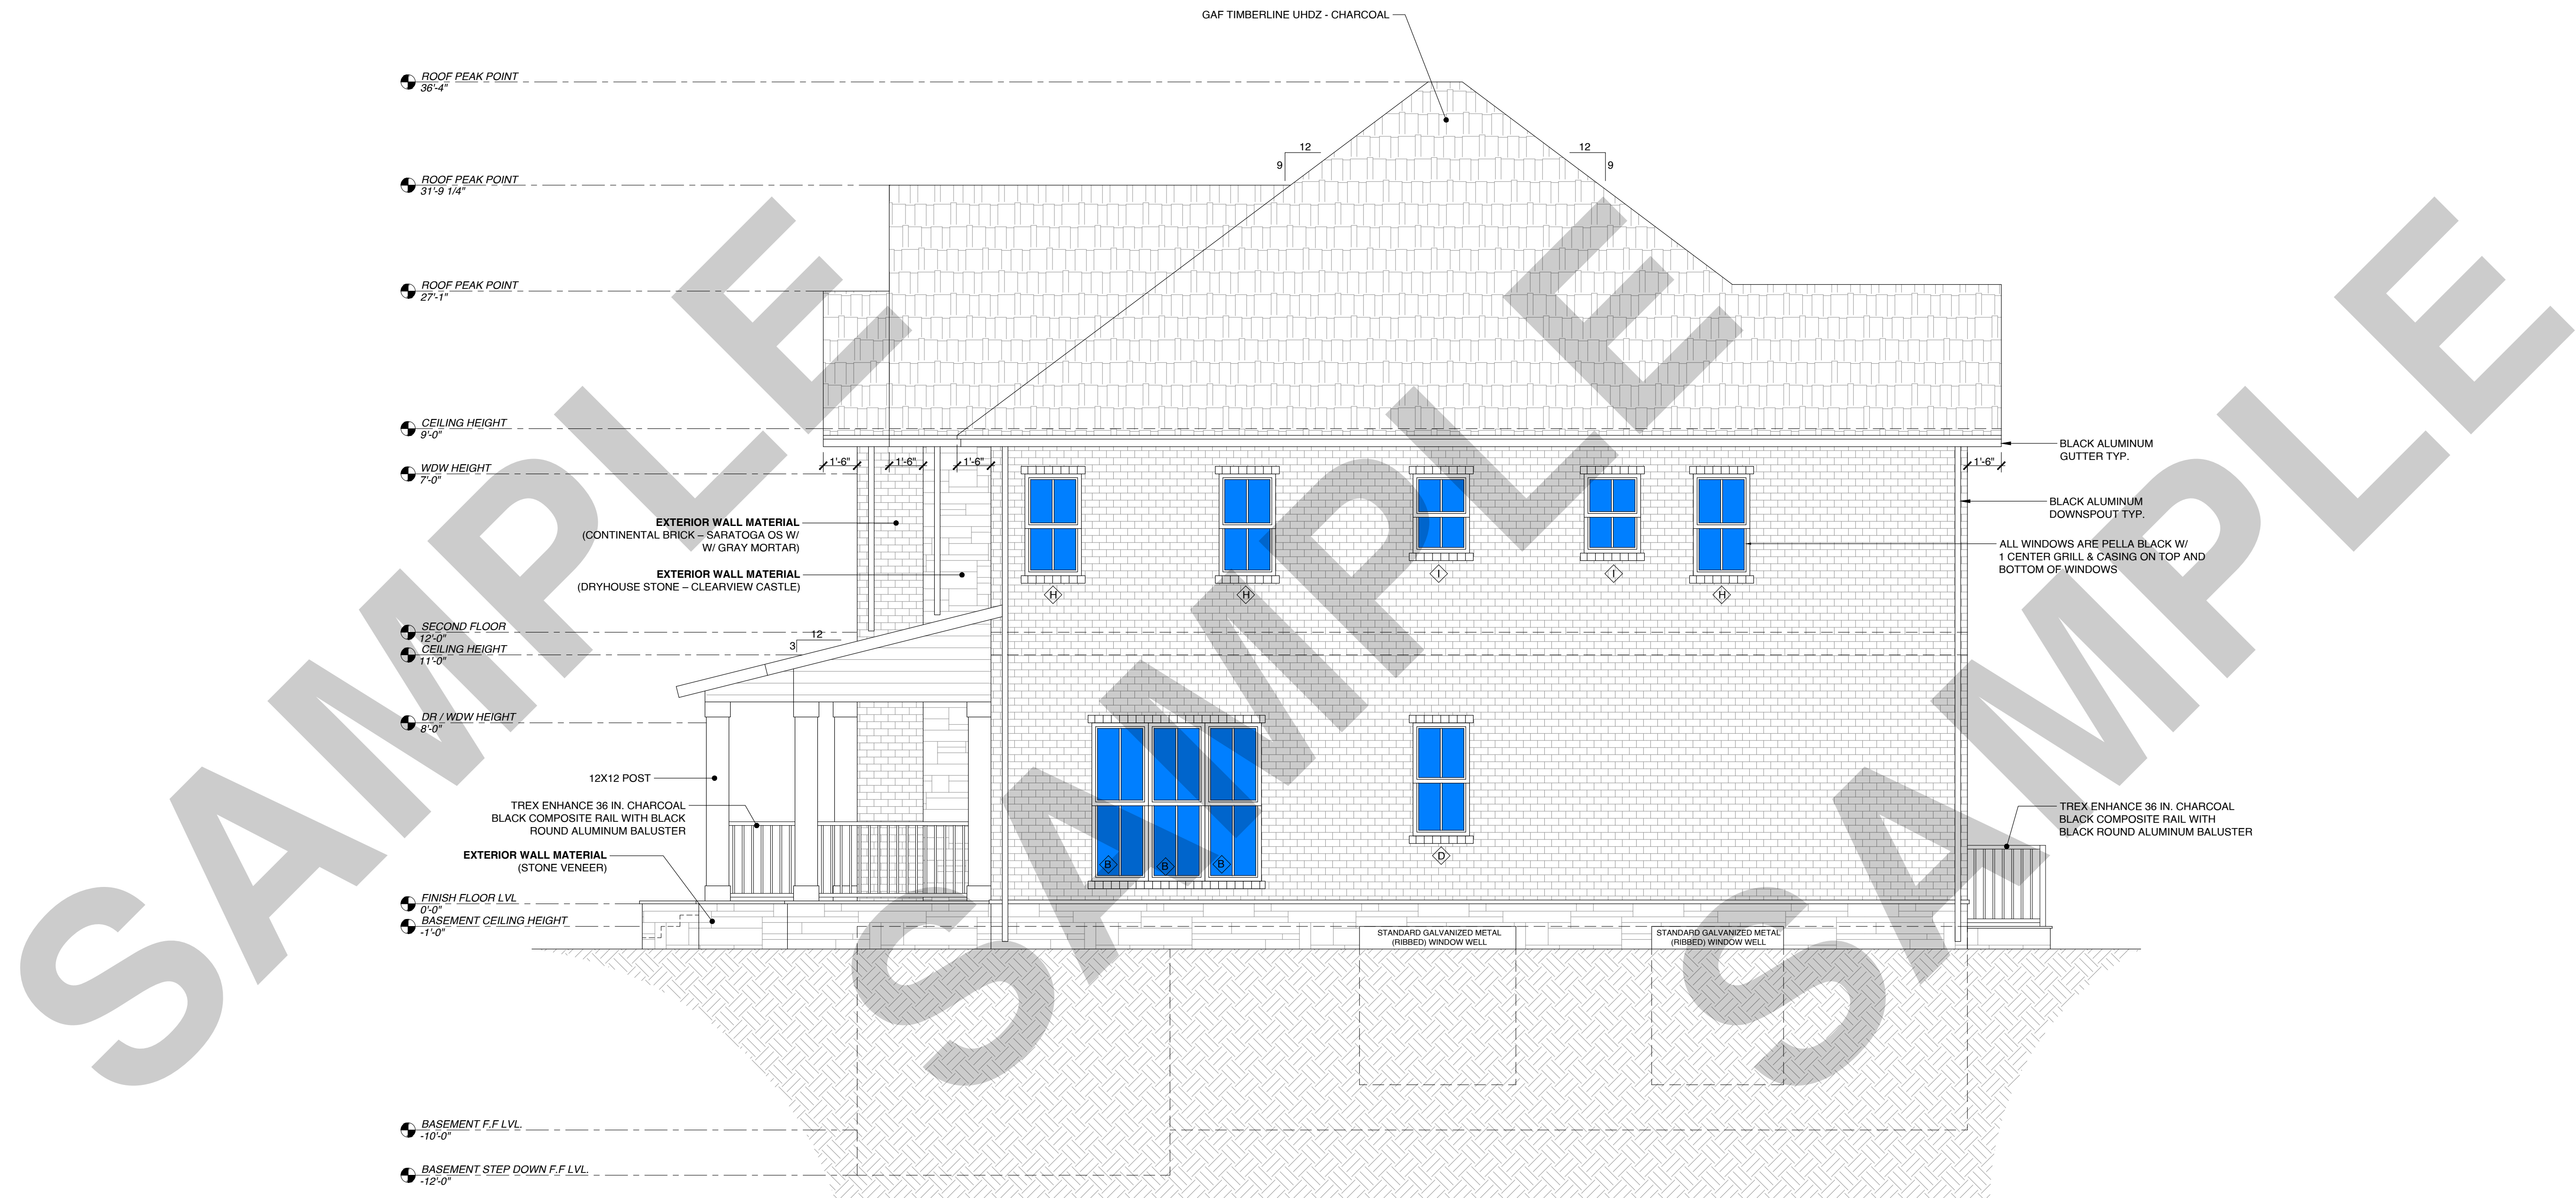 GAF TIMBERLINE UHDZ - CHARCOAL
ROOF PEAK POINT
36'-4"
12
9
12
9
ROOF PEAK POINT
31'-9 1/4"
ROOF PEAK POINT
27'-1"
CEILING HEIGHT
9'-0"
BLACK ALUMINUM
GUTTER TYP.
1'-6"
1'-6"
1'-6"
1'-6"
WDW HEIGHT
7'-0"
BLACK ALUMINUM
DOWNSPOUT TYP.
EXTERIOR WALL MATERIAL
(CONTINENTAL BRICK – SARATOGA OS W/
W/ GRAY MORTAR)
ALL WINDOWS ARE PELLA BLACK W/
1 CENTER GRILL & CASING ON TOP AND
BOTTOM OF WINDOWS
EXTERIOR WALL MATERIAL
(DRYHOUSE STONE – CLEARVIEW CASTLE)
H
H
I
I
H
SECOND FLOOR
12'-0"
CEILING HEIGHT
11'-0"
12
3
DR / WDW HEIGHT
8'-0"
12X12 POST
TREX ENHANCE 36 IN. CHARCOAL
BLACK COMPOSITE RAIL WITH BLACK
ROUND ALUMINUM BALUSTER
TREX ENHANCE 36 IN. CHARCOAL
BLACK COMPOSITE RAIL WITH
BLACK ROUND ALUMINUM BALUSTER
EXTERIOR WALL MATERIAL
(STONE VENEER)
B
B
B
D
FINISH FLOOR LVL
0'-0"
BASEMENT CEILING HEIGHT
-1'-0"
STANDARD GALVANIZED METAL
(RIBBED) WINDOW WELL
STANDARD GALVANIZED METAL
(RIBBED) WINDOW WELL
BASEMENT F.F LVL.
-10'-0"
BASEMENT STEP DOWN F.F LVL.
-12'-0"
SAMPLE
SAMPLE
SAMPLE